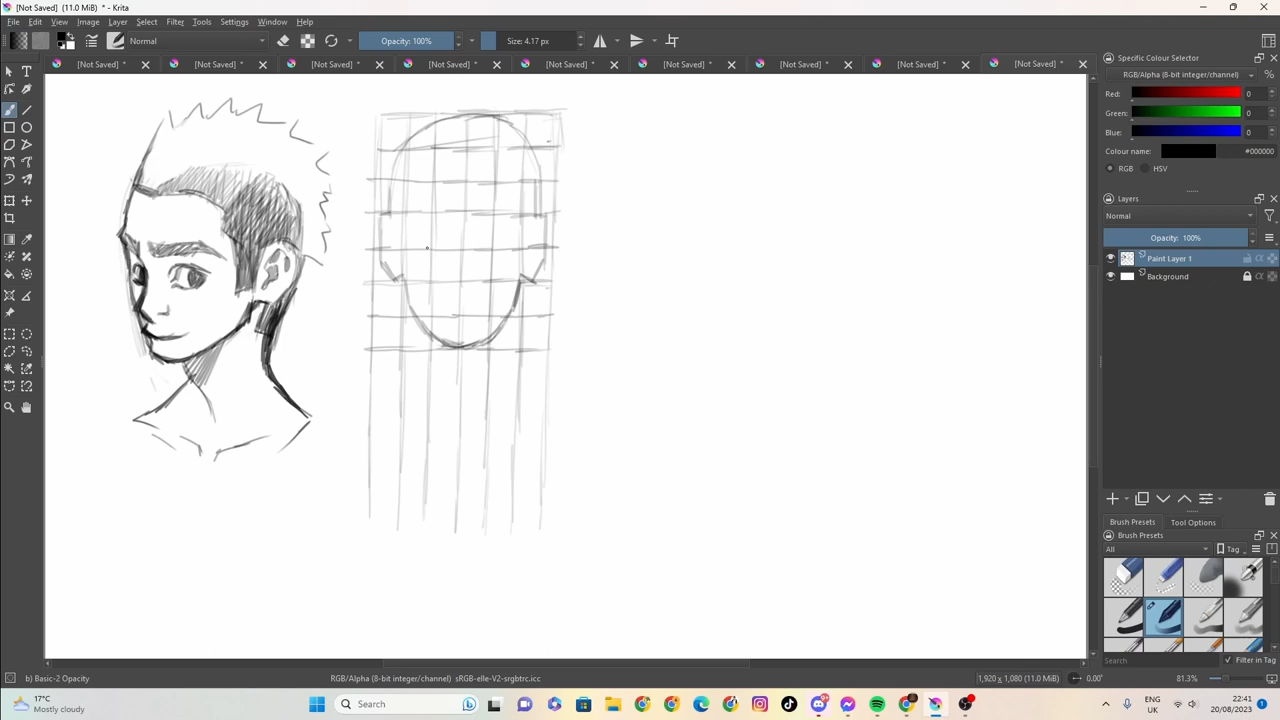 [Not Saved] (11.0 MiB) * - Krita
File Edit View Image Layer Select Filter Tools Settings Window Help
Normal Opacity: 100% Size: 4.17 px
[Not Saved] * [Not Saved] * [Not Saved] * [Not Saved] * [Not Saved] * [Not Saved] * [Not Saved] * [Not Saved] * [Not Saved] *
Specific Colour Selector
RGB/Alpha (8-bit integer/channel) %
Red: 0
Green: 0
Blue: 0
Colour name: #000000
RGB HSV
Layers
Normal
Opacity: 100%
Paint Layer 1
Background
Brush Presets Tool Options
Brush Presets
All Tag
Search Filter in Tag
b) Basic-2 Opacity RGB/Alpha (8-bit integer/channel) sRGB-elle-V2-srgbtrc.icc 1,920 x 1,080 (11.0 MiB) 0.00° 81.3%
17°C
Mostly cloudy
Search
ENG
UK
22:41
20/08/2023